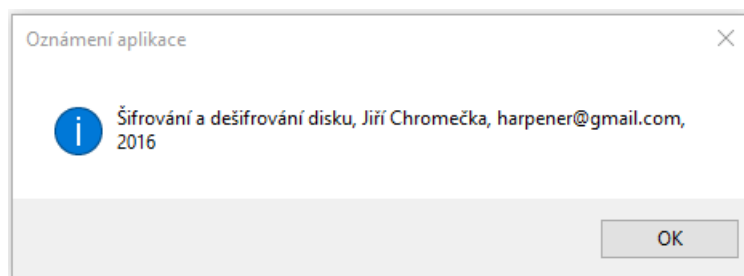 Oznámení aplikace
Šifrování a dešifrování disku, Jiří Chromečka, harpener@gmail.com,
2016
OK